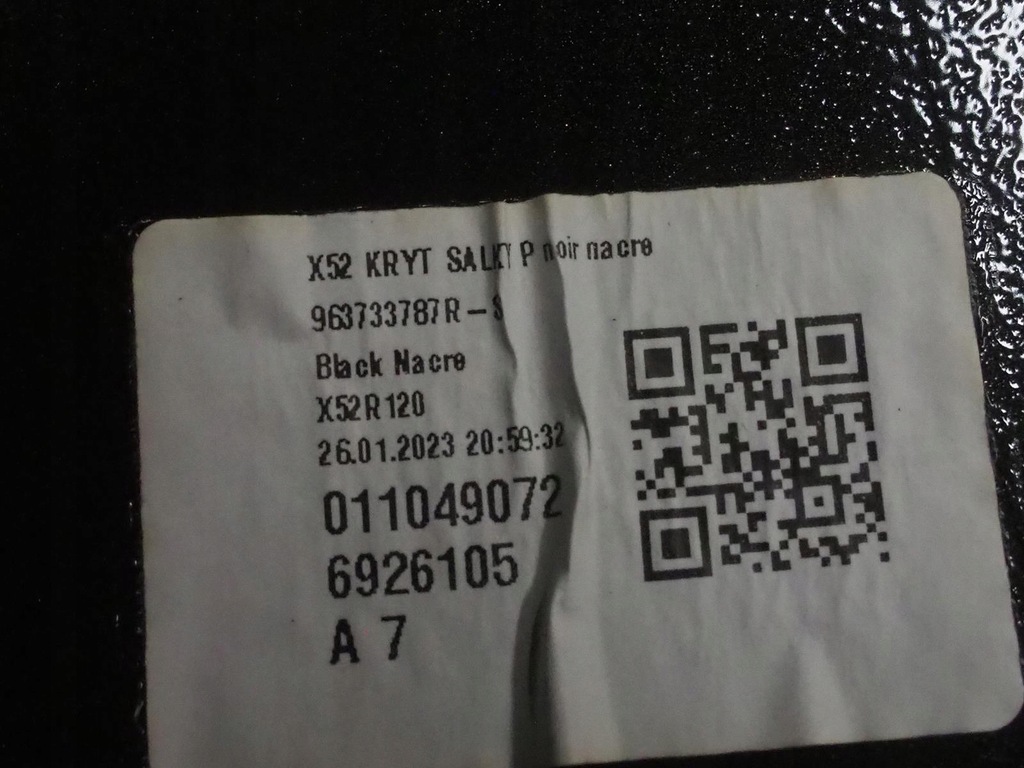 X52 KRYT SALKY P noir nacre
963733787R-S
Black Nacre
X52R120
26.01.2023 20:59:32
011049072
6926105
A 7